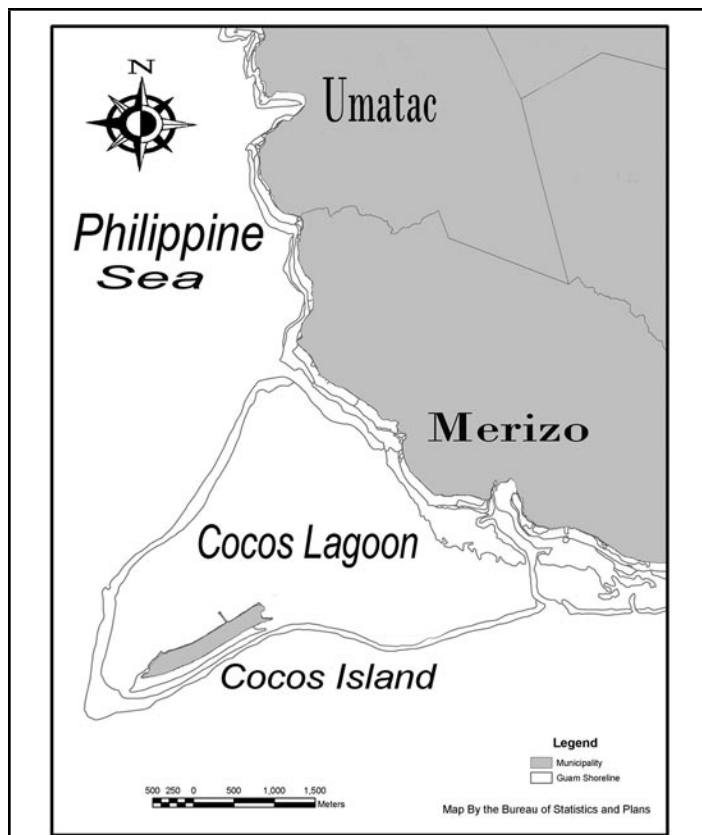 N
Umatac
Philippine
Sea
Merizo
Cocos Lagoon
Cocos Island
Legend
Municipality
Guam Shoreline
500 250 0 500 1,000 1,500
Meters
Map By the Bureau of Statistics and Plans